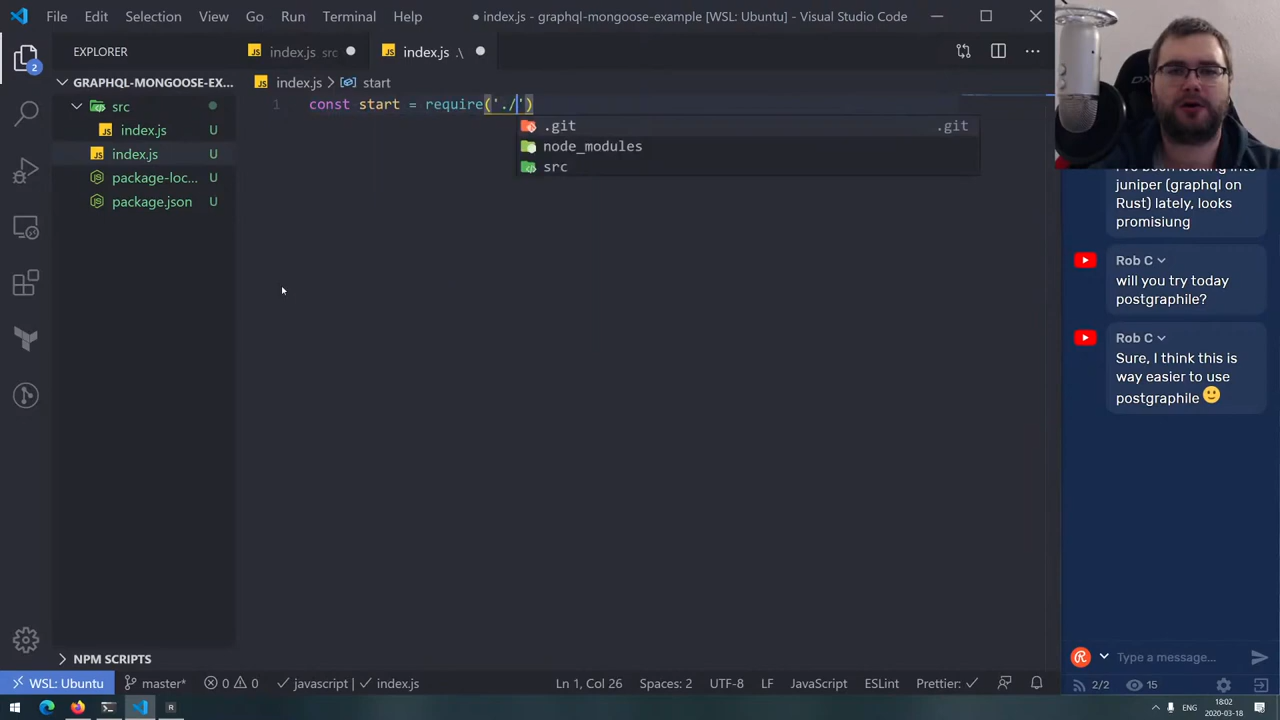 File Edit Selection View Go Run Terminal Help
● index.js - graphql-mongoose-example [WSL: Ubuntu] - Visual Studio Code
EXPLORER
index.js src
index.js .\
GRAPHQL-MONGOOSE-EX...
index.js > start
src
1 const start = require('./')
index.js U
.git .git
index.js U
node_modules
package-loc... U
src
package.json U
NPM SCRIPTS
2
I've been looking into
juniper (graphql on
Rust) lately, looks
promisiung
Rob C
will you try today
postgraphile?
Rob C
Sure, I think this is
way easier to use
postgraphile 🙂
Type a message...
2/2 15
WSL: Ubuntu master* 0 0 javascript | index.js Ln 1, Col 26 Spaces: 2 UTF-8 LF JavaScript ESLint Prettier: ✓
ENG
18:02
2020-03-18